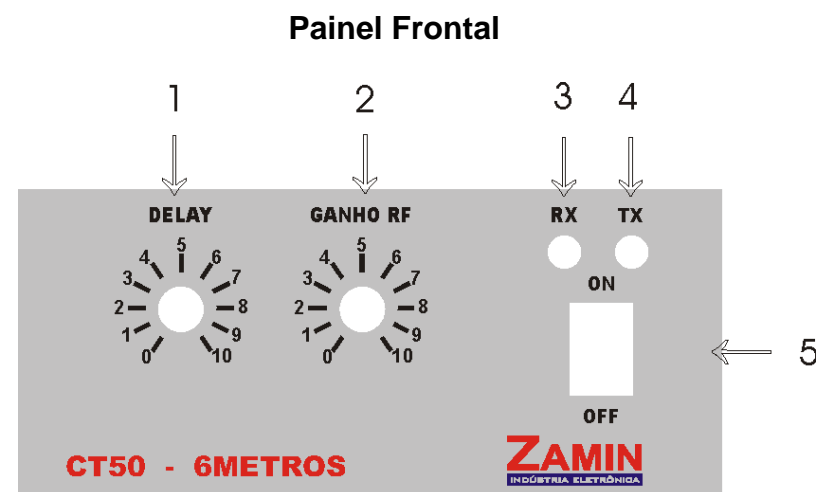 Painel Frontal
1 2 3 4
DELAY GANHO RF RX TX
0 1 2 3 4 5 6 7 8 9 10
0 1 2 3 4 5 6 7 8 9 10
ON
5
OFF
CT50 - 6METROS
ZAMIN
INDÚSTRIA ELETRÔNICA